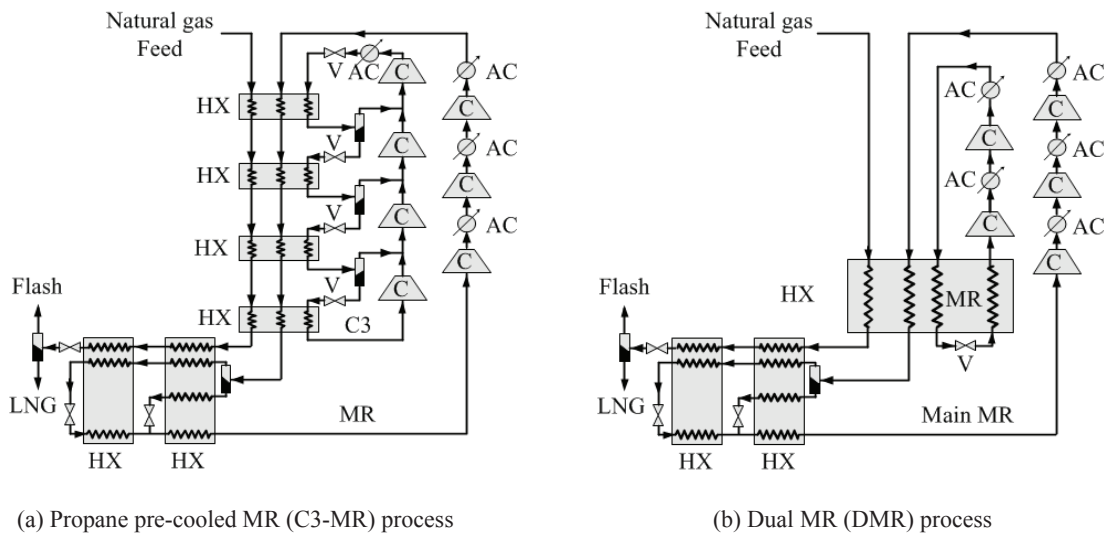 Natural gas
Feed
V
AC
C
AC
HX
C
V
C
AC
HX
C
V
C
AC
HX
C
V
C
Flash
HX
C3
LNG
MR
HX
HX
(a) Propane pre-cooled MR (C3-MR) process
Natural gas
Feed
AC
AC
C
C
AC
AC
C
C
AC
C
Flash
HX
MR
V
LNG
Main MR
HX
HX
(b) Dual MR (DMR) process